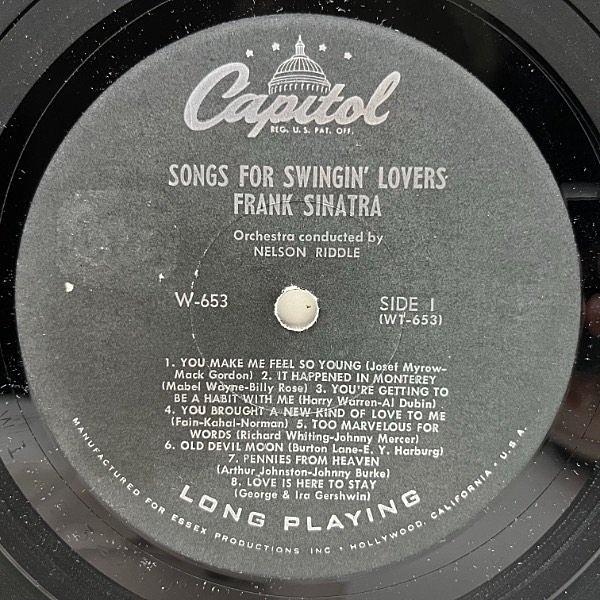 Capitol
REG. U.S. PAT. OFF.
SONGS FOR SWINGIN' LOVERS
FRANK SINATRA
Orchestra conducted by
NELSON RIDDLE
W-653
SIDE 1
(WT-653)
1. YOU MAKE ME FEEL SO YOUNG (Josef Myrow-
Mack Gordon) 2. IT HAPPENED IN MONTEREY
(Mabel Wayne-Billy Rose) 3. YOU'RE GETTING TO
BE A HABIT WITH ME (Harry Warren-Al Dubin)
4. YOU BROUGHT A NEW KIND OF LOVE TO ME
(Fain-Kahal-Norman) 5. TOO MARVELOUS FOR
WORDS (Richard Whiting-Johnny Mercer)
6. OLD DEVIL MOON (Burton Lane-E. Y. Harburg)
7. PENNIES FROM HEAVEN
(Arthur Johnston-Johnny Burke)
8. LOVE IS HERE TO STAY
(George & Ira Gershwin)
LONG PLAYING
MANUFACTURED FOR ESSEX PRODUCTIONS INC • HOLLYWOOD, CALIFORNIA • U.S.A.